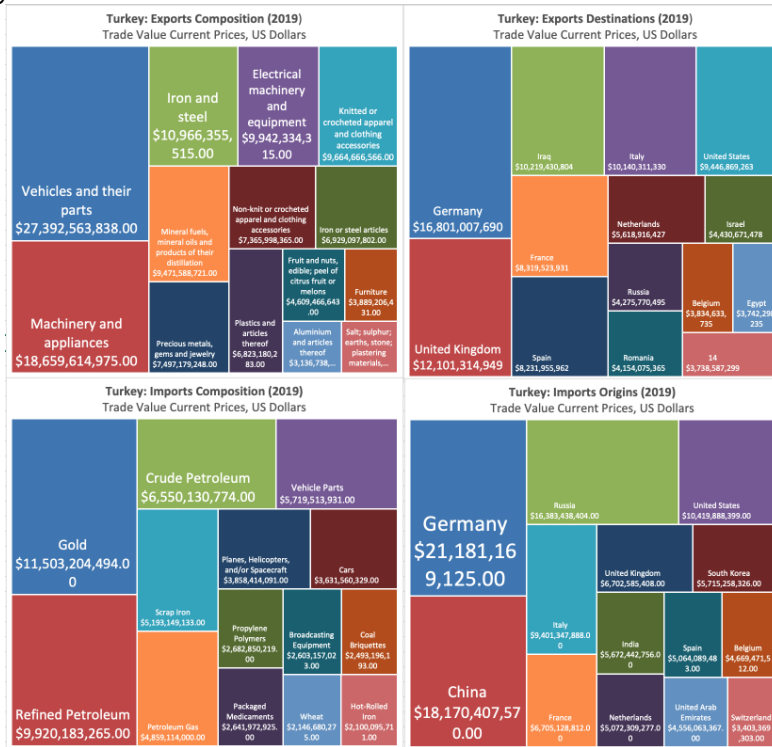 Turkey: Exports Composition (2019)
Trade Value Current Prices, US Dollars
Vehicles and their
parts
$27,392,563,838.00
Machinery and
appliances
$18,659,614,975.00
Iron and
steel
$10,966,355,
515.00
Electrical
machinery
and
equipment
$9,942,334,3
15.00
Knitted or
crocheted apparel
and clothing
accessories
$9,664,666,566.00
Mineral fuels,
mineral oils and
products of their
distillation
$9,471,588,721.00
Precious metals,
gems and jewelry
$7,497,179,248.00
Non-knit or crocheted
apparel and clothing
accessories
$7,365,998,365.00
Iron or steel articles
$6,929,097,802.00
Plastics and
articles
thereof
$6,823,180,2
83.00
Fruit and nuts,
edible; peel of
citrus fruit or
melons
$4,609,466,643
.00
Furniture
$3,889,206,4
31.00
Aluminium
and articles
thereof
$3,136,738,...
Salt; sulphur;
earths, stone;
plastering
materials,...
Turkey: Exports Destinations (2019)
Trade Value Current Prices, US Dollars
Germany
$16,801,007,690
United Kingdom
$12,101,314,949
Iraq
$10,219,430,804
Italy
$10,140,311,330
United States
$9,446,869,263
France
$8,319,523,931
Spain
$8,231,955,962
Netherlands
$5,618,916,427
Israel
$4,430,671,478
Russia
$4,275,770,495
Romania
$4,154,075,365
Belgium
$3,834,633,
735
Egypt
$3,742,29
235
14
$3,738,587,299
Turkey: Imports Composition (2019)
Trade Value Current Prices, US Dollars
Gold
$11,503,204,494.0
0
Refined Petroleum
$9,920,183,265.00
Crude Petroleum
$6,550,130,774.00
Vehicle Parts
$5,719,513,931.00
Scrap Iron
$5,193,149,133.00
Petroleum Gas
$4,859,114,000.00
Planes, Helicopters,
and/or Spacecraft
$3,858,414,091.00
Cars
$3,631,560,329.00
Propylene
Polymers
$2,682,850,219.
00
Broadcasting
Equipment
$2,603,157,02
3.00
Coal
Briquettes
$2,493,196,1
93.00
Packaged
Medicaments
$2,641,972,925.
00
Wheat
$2,146,680,27
5.00
Hot-Rolled
Iron
$2,100,095,71
1.00
Turkey: Imports Origins (2019)
Trade Value Current Prices, US Dollars
Germany
$21,181,16
9,125.00
China
$18,170,407,57
0.00
Russia
$16,383,438,404.00
United States
$10,419,888,399.00
Italy
$9,401,347,888.0
0
France
$6,705,128,812.0
0
United Kingdom
$6,702,585,408.00
South Korea
$5,715,258,326.00
India
$5,672,442,756.0
0
Spain
$5,064,089,48
3.00
Belgium
$4,669,471,5
12.00
Netherlands
$5,072,309,277.0
0
United Arab
Emirates
$4,556,063,367.
00
Switzerland
$3,403,369
,303.00